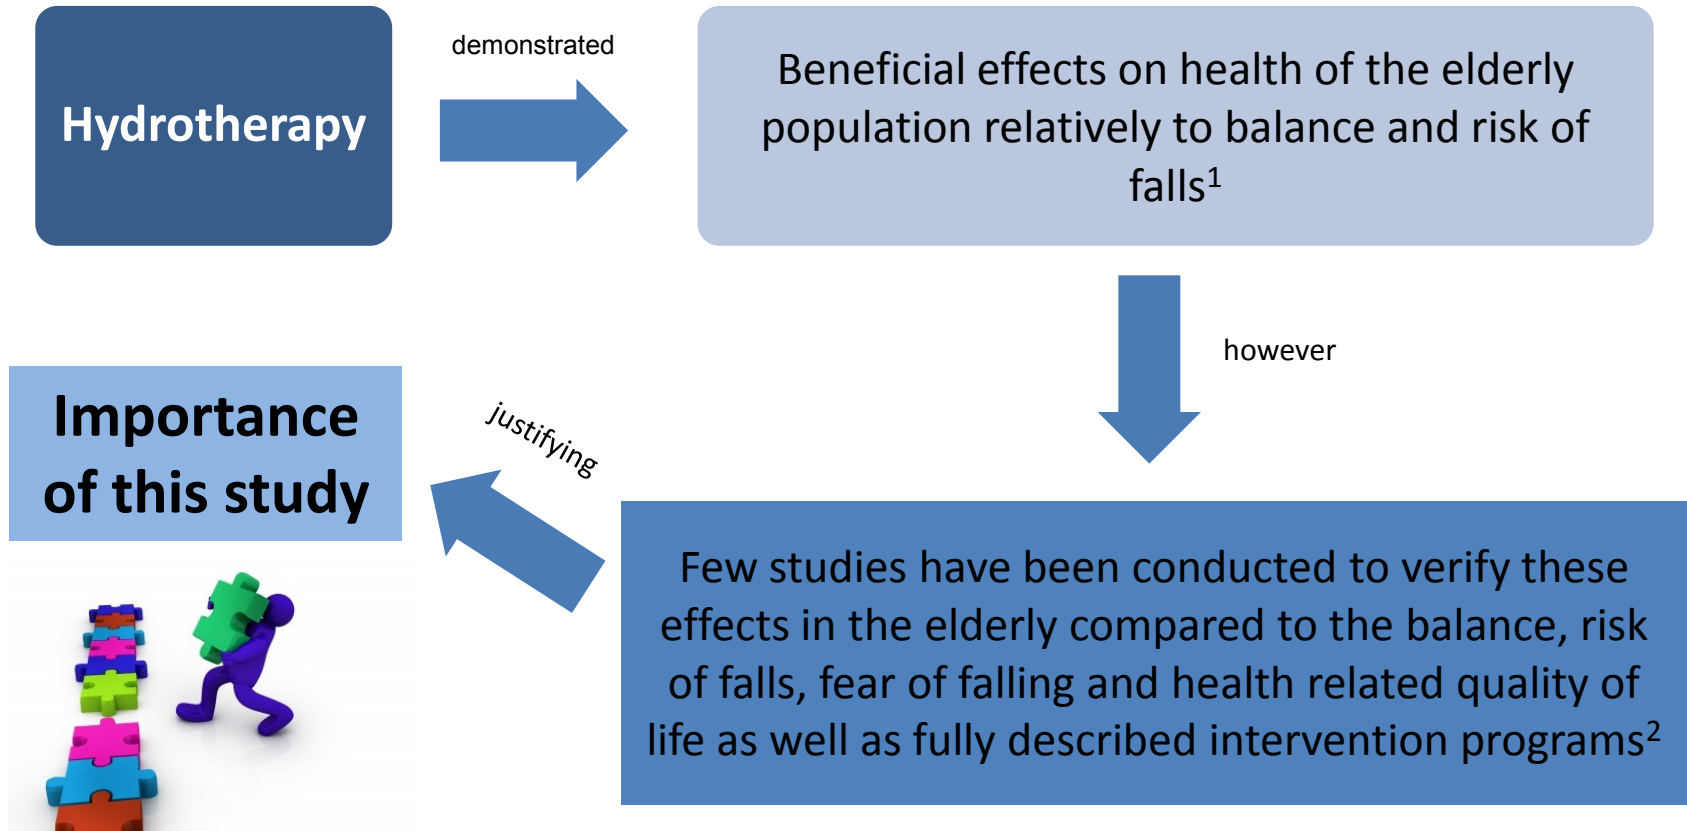 Hydrotherapy
demonstrated
Beneficial effects on health of the elderly
population relatively to balance and risk of
falls¹
however
Few studies have been conducted to verify these
effects in the elderly compared to the balance, risk
of falls, fear of falling and health related quality of
life as well as fully described intervention programs²
justifying
Importance
of this study